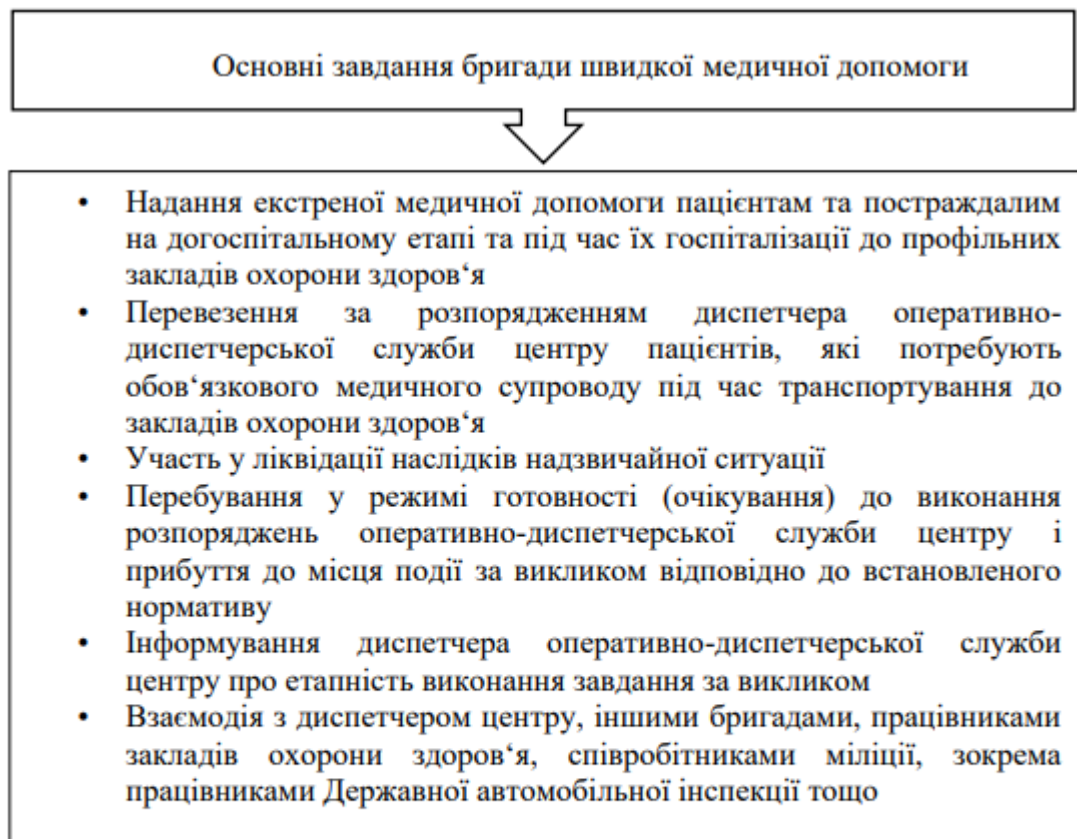 Основні завдання бригади швидкої медичної допомоги
• Надання екстреної медичної допомоги пацієнтам та постраждалим
на догоспітальному етапі та під час їх госпіталізації до профільних
закладів охорони здоров‘я
• Перевезення за розпорядженням диспетчера оперативно-
диспетчерської служби центру пацієнтів, які потребують
обов‘язкового медичного супроводу під час транспортування до
закладів охорони здоров‘я
• Участь у ліквідації наслідків надзвичайної ситуації
• Перебування у режимі готовності (очікування) до виконання
розпоряджень оперативно-диспетчерської служби центру і
прибуття до місця події за викликом відповідно до встановленого
нормативу
• Інформування диспетчера оперативно-диспетчерської служби
центру про етапність виконання завдання за викликом
• Взаємодія з диспетчером центру, іншими бригадами, працівниками
закладів охорони здоров‘я, співробітниками міліції, зокрема
працівниками Державної автомобільної інспекції тощо